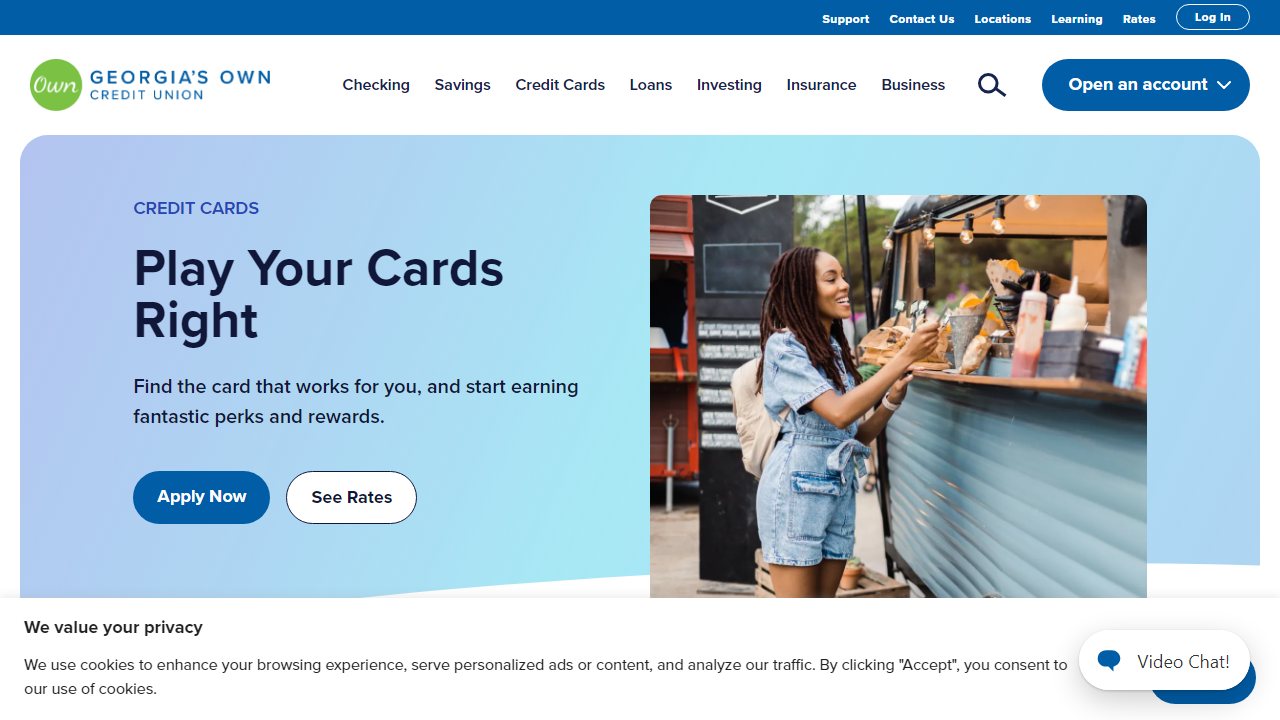 Support Contact Us Locations Learning Rates Log In
Own GEORGIA'S OWN
CREDIT UNION
Checking Savings Credit Cards Loans Investing Insurance Business Open an account
CREDIT CARDS
Play Your Cards
Right
Find the card that works for you, and start earning
fantastic perks and rewards.
Apply Now See Rates
We value your privacy
We use cookies to enhance your browsing experience, serve personalized ads or content, and analyze our traffic. By clicking "Accept", you consent to
our use of cookies.
Video Chat!